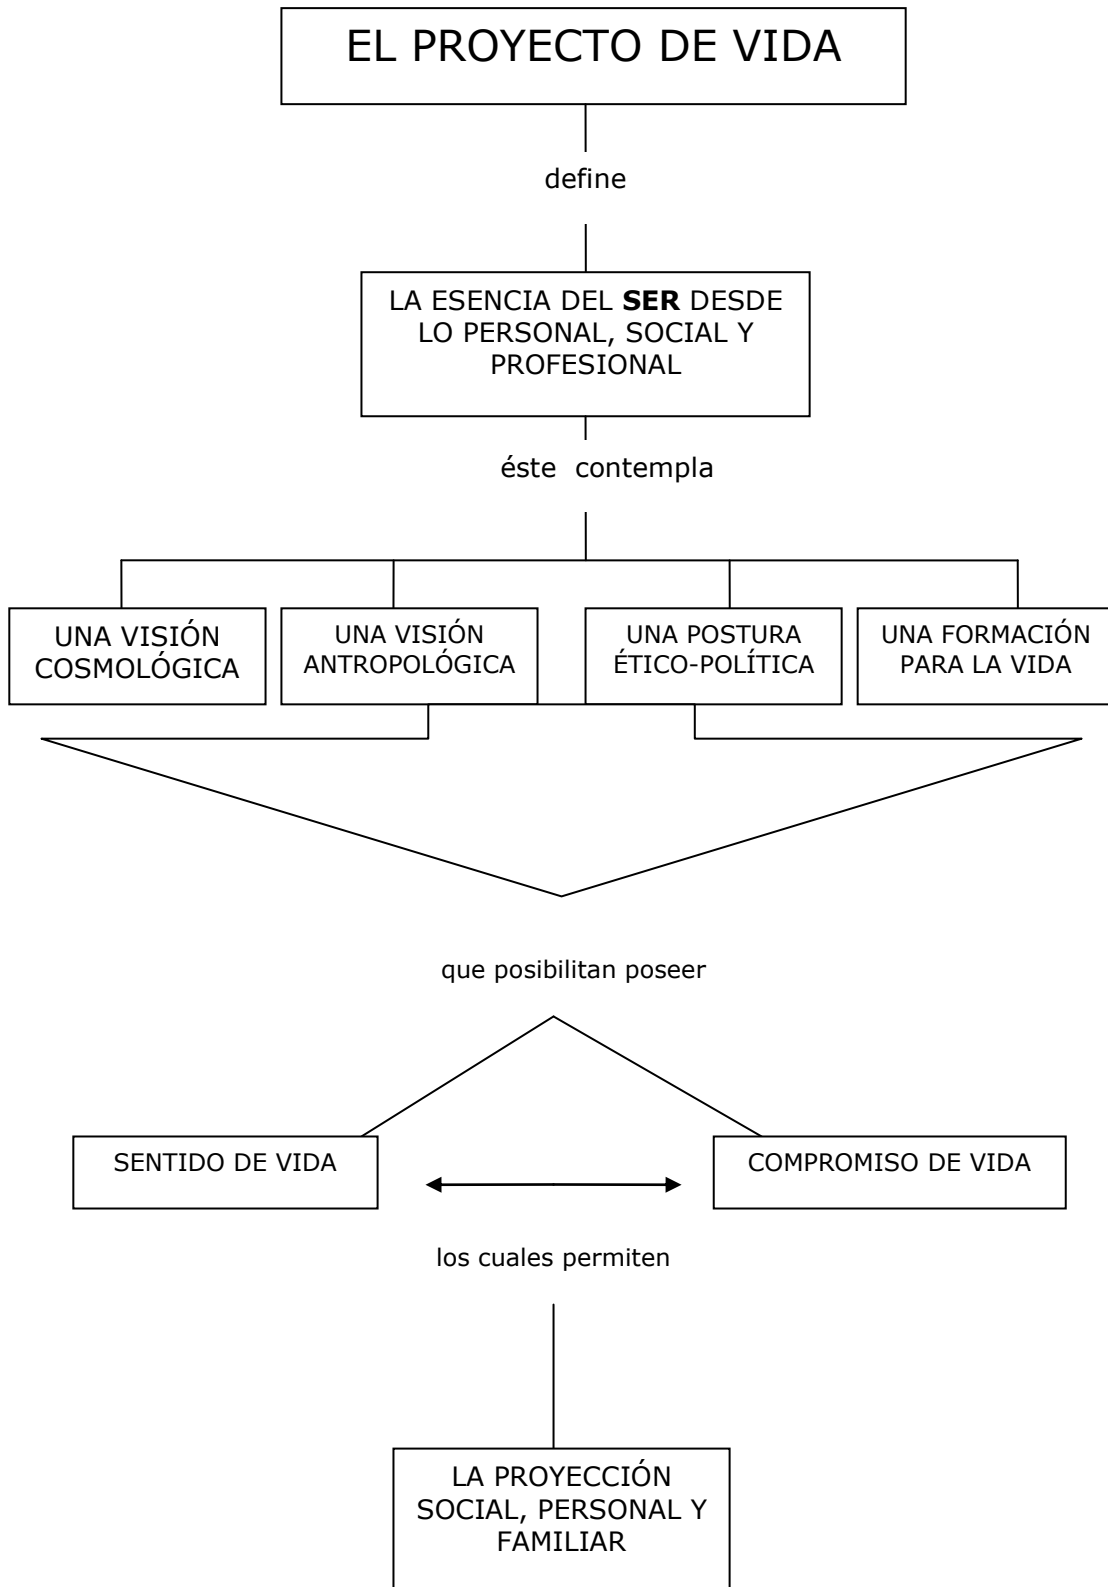 EL PROYECTO DE VIDA
define
LA ESENCIA DEL SER DESDE
LO PERSONAL, SOCIAL Y
PROFESIONAL
éste contempla
UNA VISIÓN
COSMOLÓGICA
UNA VISIÓN
ANTROPOLÓGICA
UNA POSTURA
ÉTICO-POLÍTICA
UNA FORMACIÓN
PARA LA VIDA
que posibilitan poseer
SENTIDO DE VIDA
COMPROMISO DE VIDA
los cuales permiten
LA PROYECCIÓN
SOCIAL, PERSONAL Y
FAMILIAR